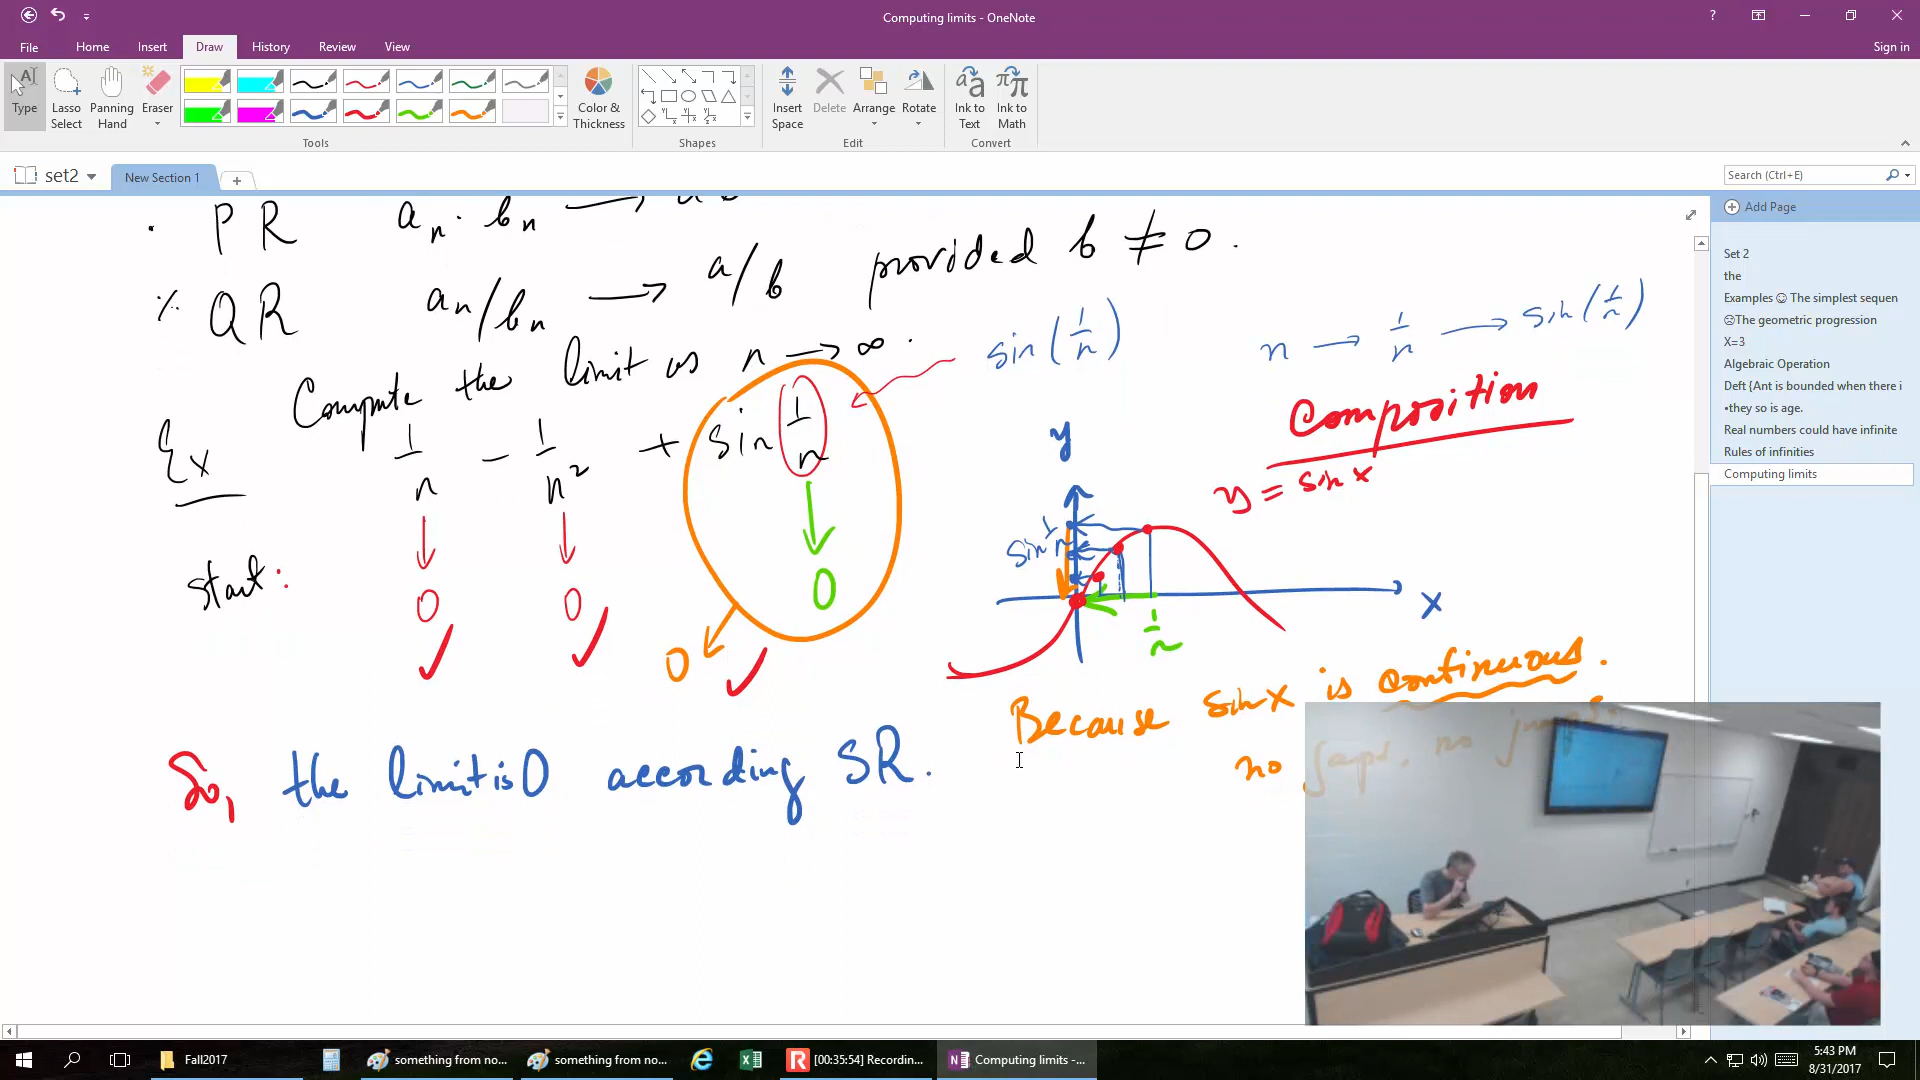 Computing limits - OneNote
File
Home
Insert
Draw
History
Review
View
Sign in
Type
Lasso
Select
Panning
Hand
Eraser
Color &
Thickness
Insert
Space
Delete
Arrange
Rotate
Ink to
Text
Ink to
Math
Tools
Shapes
Edit
Convert
set2
New Section 1
Search (Ctrl+E)
Add Page
Set 2
the
Examples ☺ The simplest sequen
☹The geometric progression
X=3
Algebraic Operation
Deft {Ant is bounded when there i
•they so is age.
Real numbers could have infinite
Rules of infinities
Computing limits
· PR aₙ · bₙ →
QR aₙ/bₙ → a/b provided b ≠ 0.
Compute the limit as n → ∞.
Ex 1/n - 1/n² + sin 1/n
sin(1/n)
n → 1/n → sin(1/n)
Composition
y = sin x
y
sin 1/n
x
1/n
start:
0 0 0
0
Because sin x is continuous.
no gaps, no jumps.
So, the limit is 0 according SR.
Fall2017
something from no...
something from no...
[00:35:54] Recordin...
Computing limits -...
5:43 PM
8/31/2017